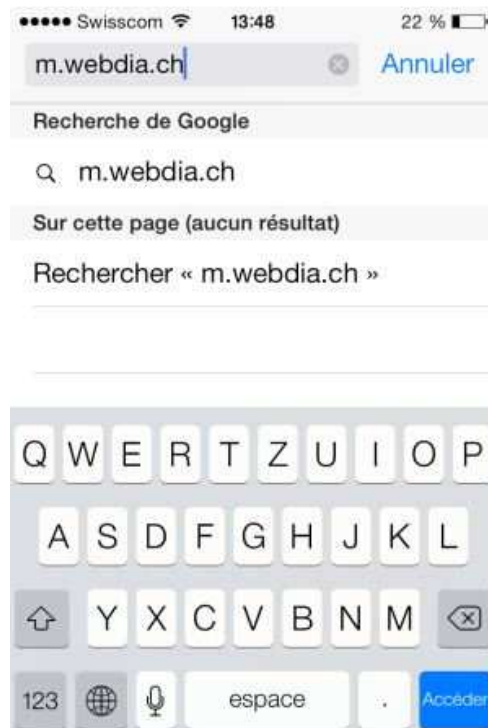 Swisscom 13:48 22 %
m.webdia.ch Annuler
Recherche de Google
m.webdia.ch
Sur cette page (aucun résultat)
Rechercher « m.webdia.ch »
Q W E R T Z U I O P
A S D F G H J K L
Y X C V B N M
123 espace . Accéder